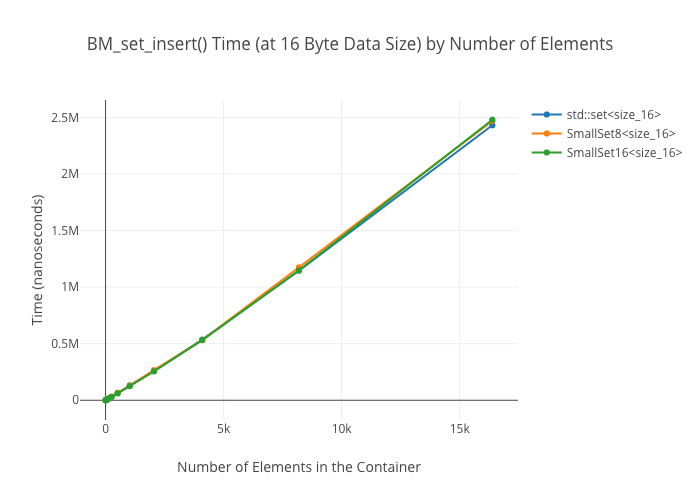 BM_set_insert() Time (at 16 Byte Data Size) by Number of Elements
std::set<size_16>
SmallSet8<size_16>
SmallSet16<size_16>
Time (nanoseconds)
2.5M
2M
1.5M
1M
0.5M
0
0 5k 10k 15k
Number of Elements in the Container